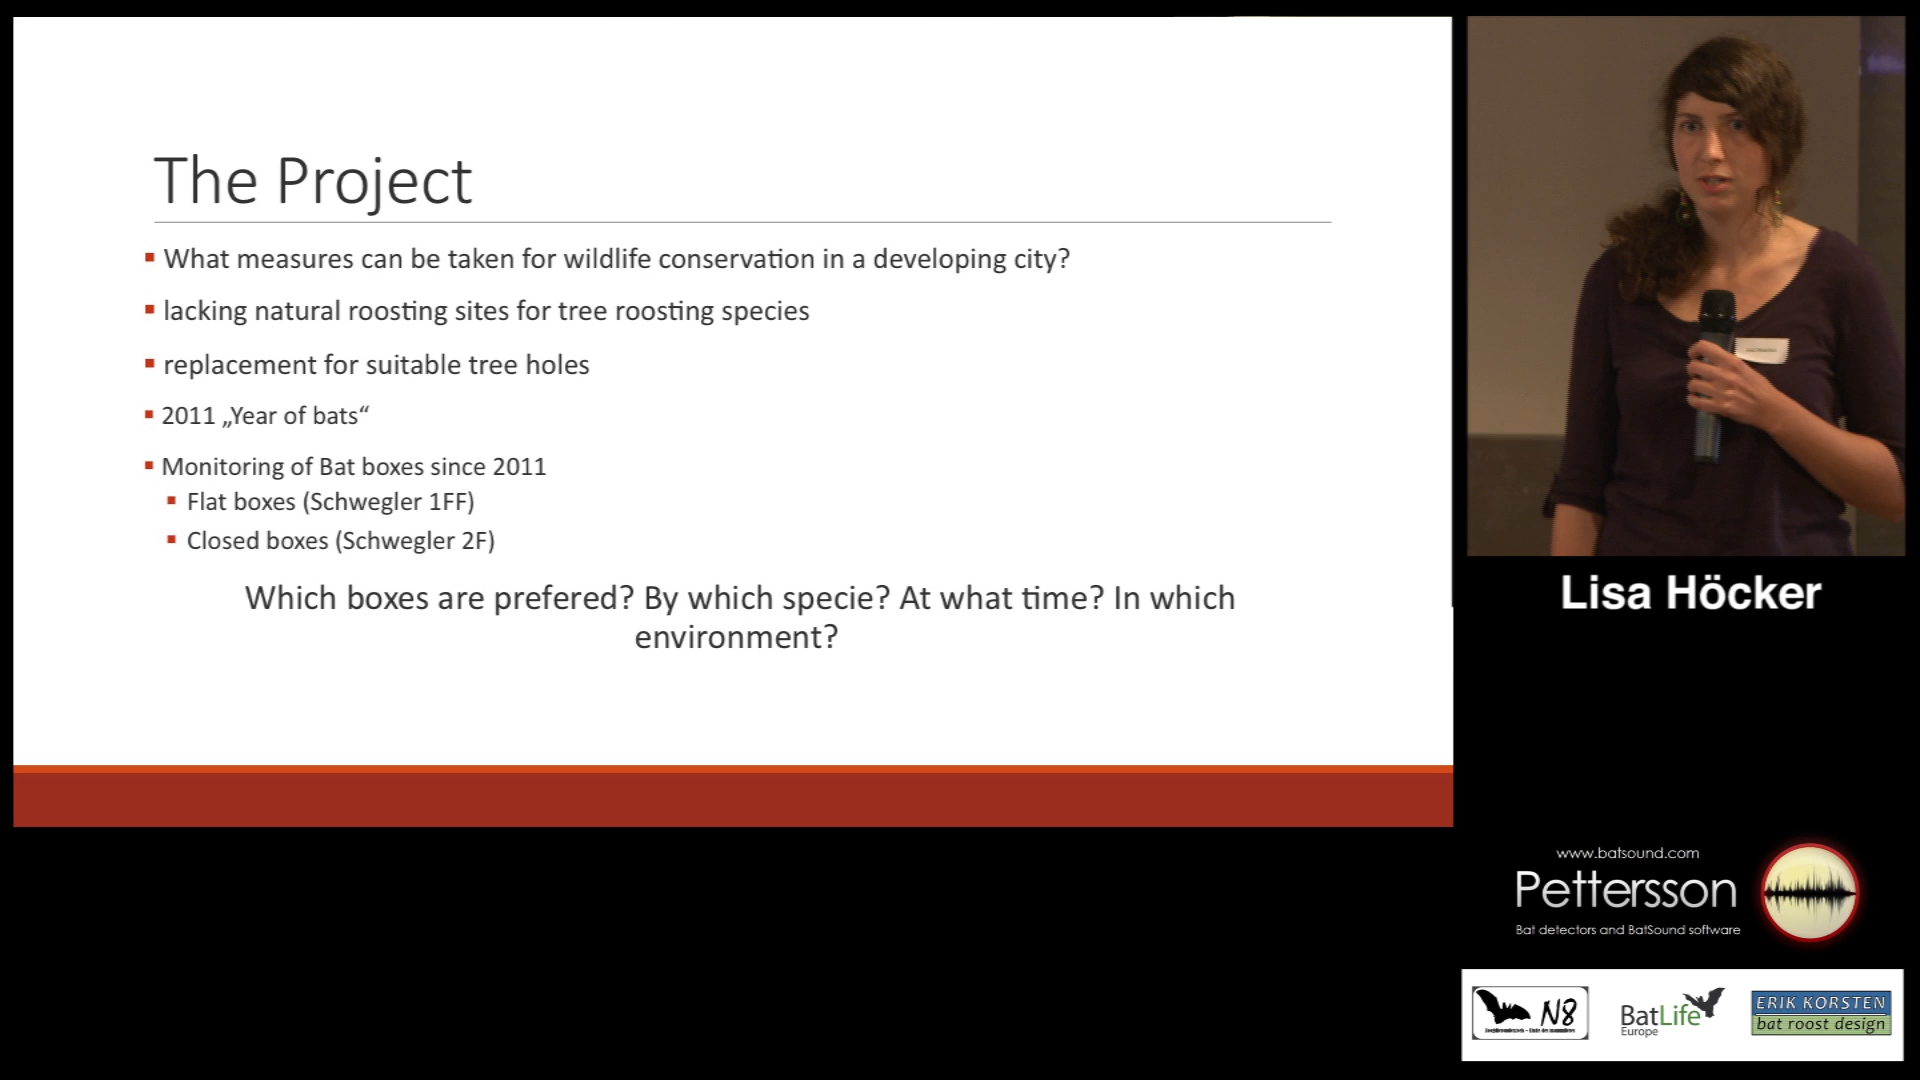 The Project
What measures can be taken for wildlife conservation in a developing city?
lacking natural roosting sites for tree roosting species
replacement for suitable tree holes
2011 „Year of bats“
Monitoring of Bat boxes since 2011
Flat boxes (Schwegler 1FF)
Closed boxes (Schwegler 2F)
Which boxes are prefered? By which specie? At what time? In which
environment?
Lisa Höcker
www.batsound.com
Pettersson
Bat detectors and BatSound software
N8
BatLife
Europe
ERIK KORSTEN
bat roost design